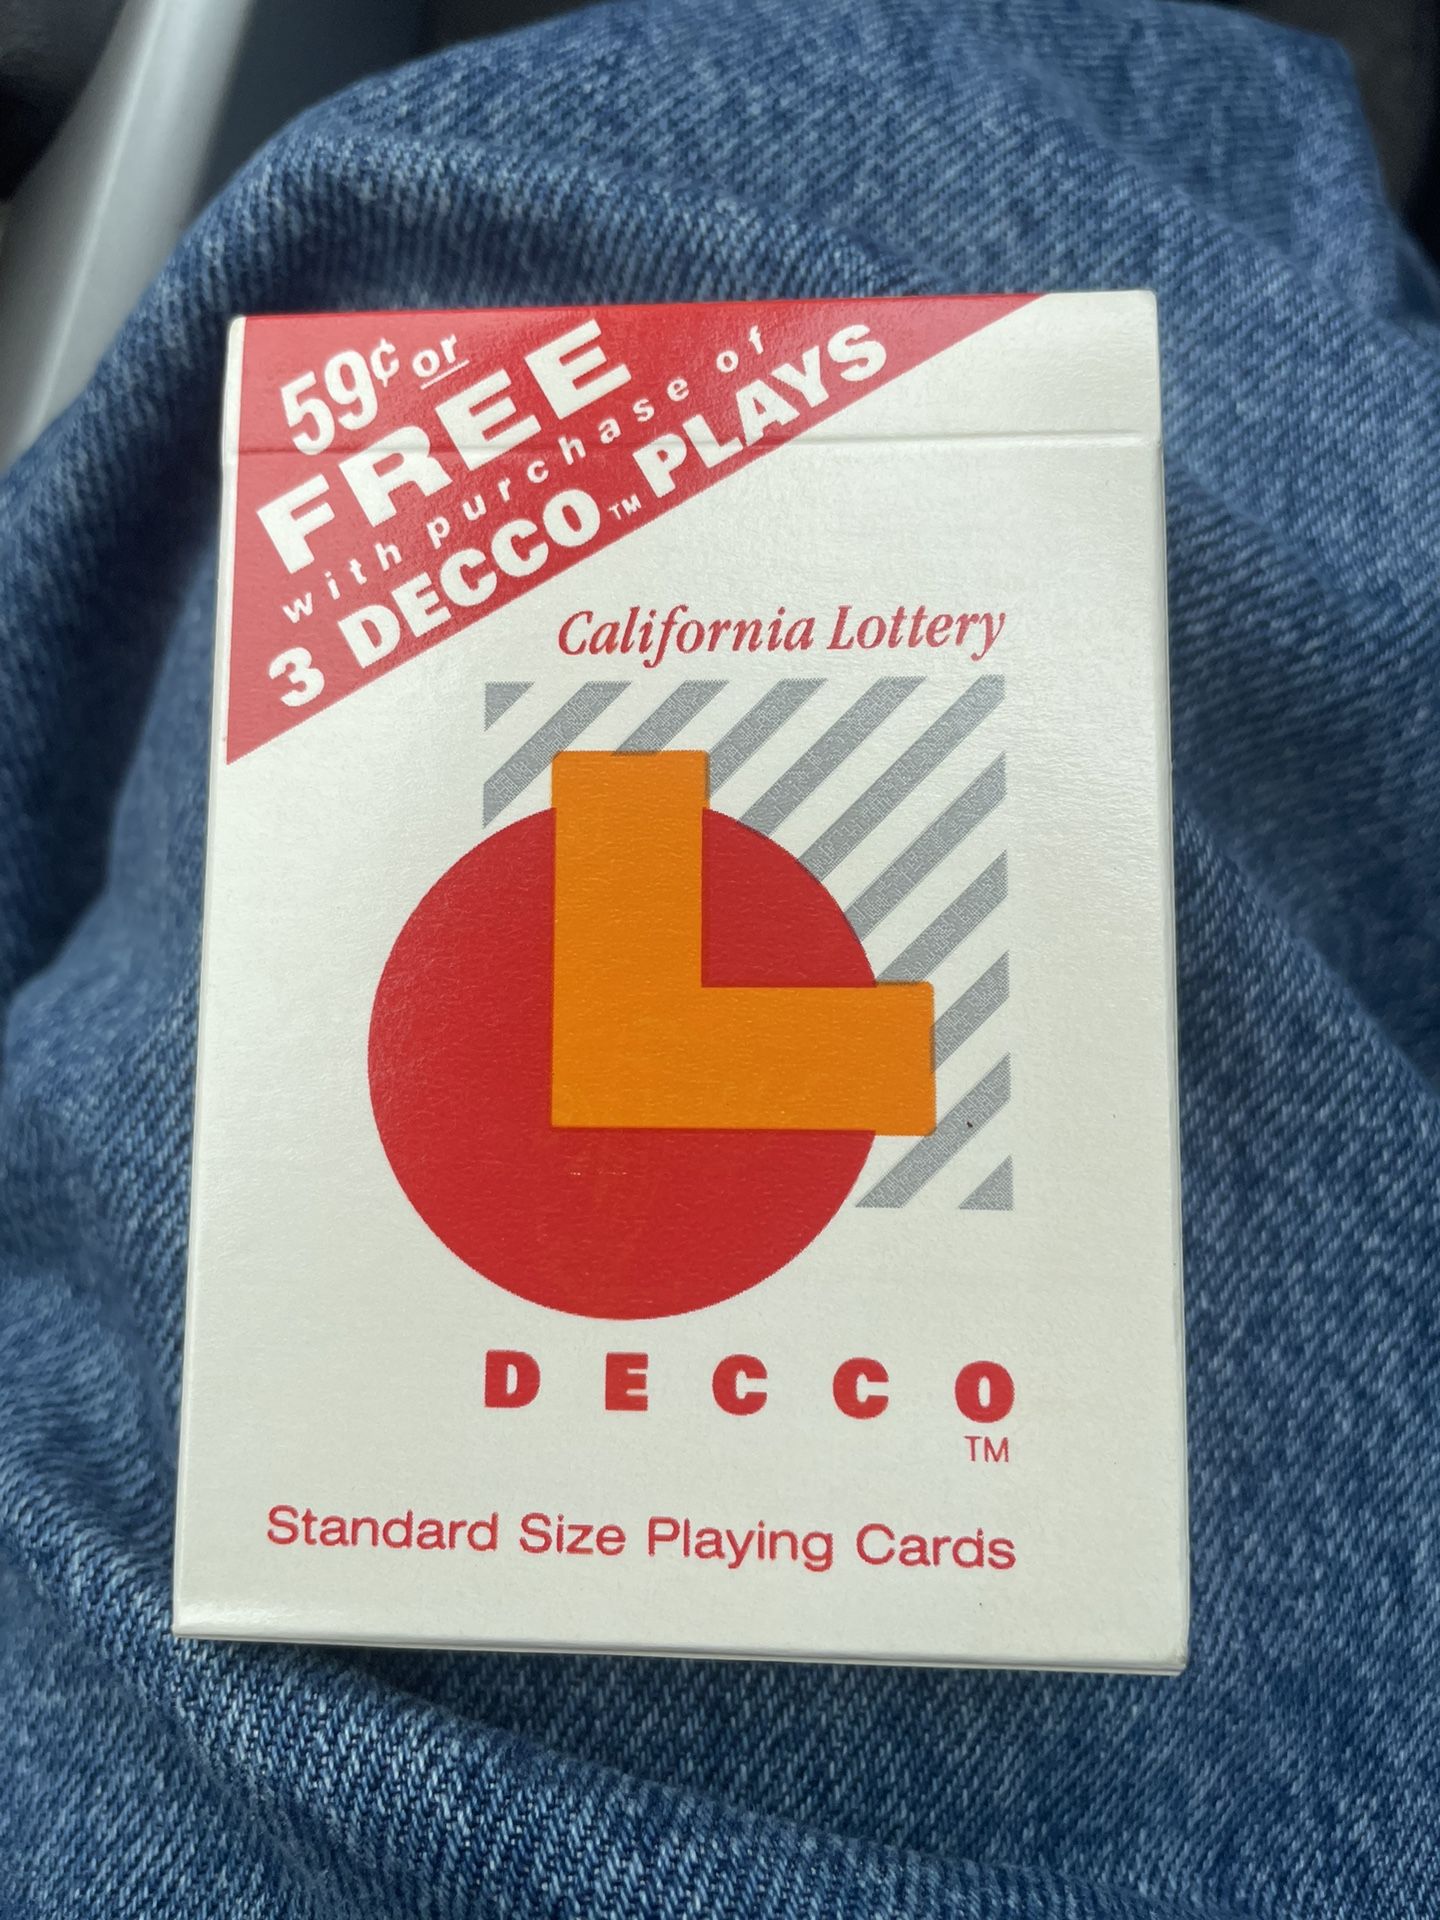 59¢ or
FREE
with purchase of
3 DECCO™ PLAYS
California Lottery
DECCO
TM
Standard Size Playing Cards